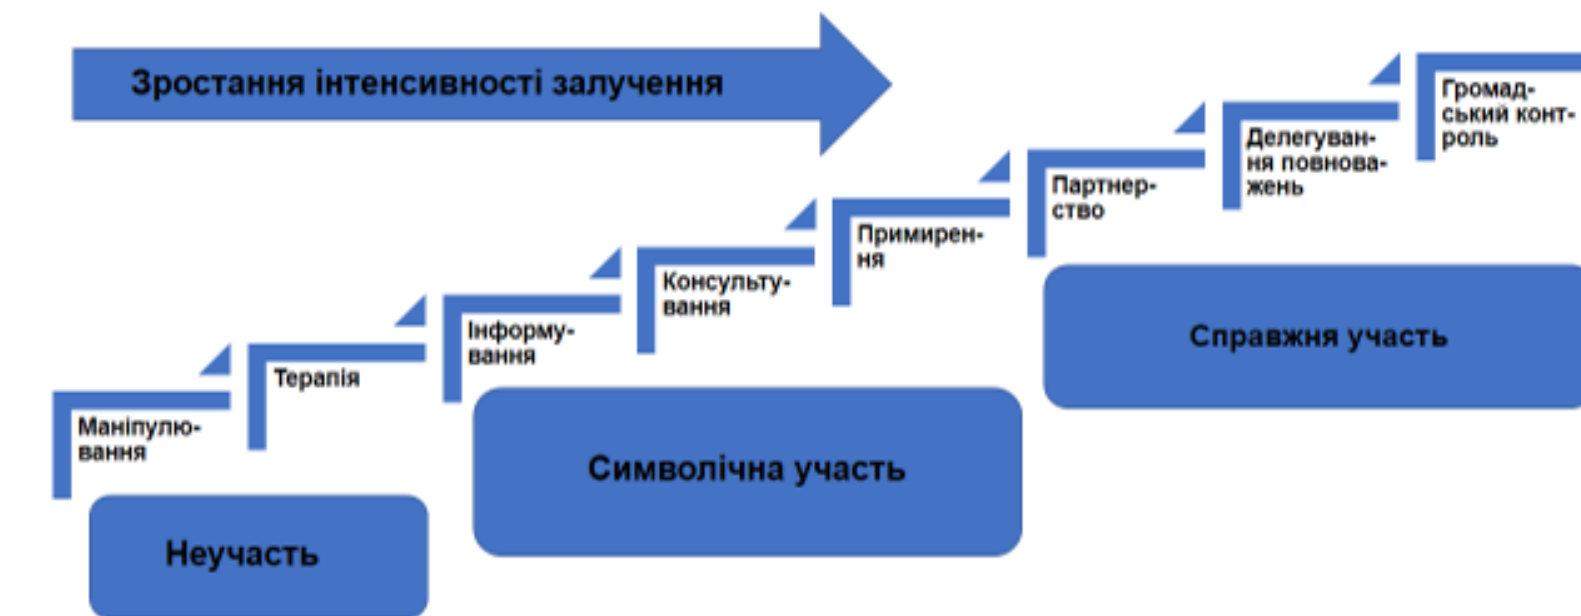 Зростання інтенсивності залучення
Маніпулю-
вання
Терапія
Інформу-
вання
Консульту-
вання
Примирен-
ня
Партнер-
ство
Делегуван-
ня повнова-
жень
Громад-
ський конт-
роль
Неучасть
Символічна участь
Справжня участь